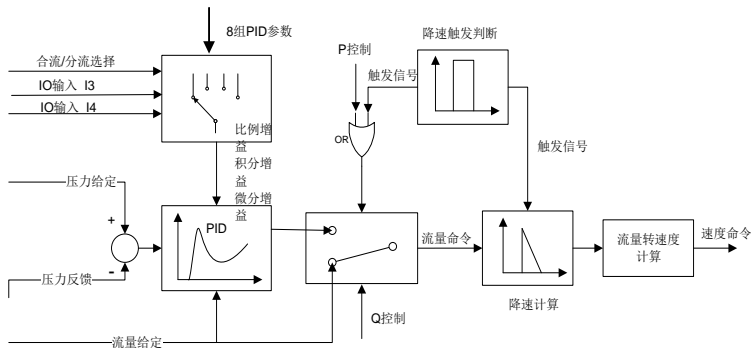 8组PID参数
合流/分流选择
IO输入 I3
IO输入 I4
比例增
益
积分增
益
微分增
益
P控制
降速触发判断
触发信号
OR
触发信号
压力给定
+
PID
-
压力反馈
流量命令
流量转速度
计算
速度命令
Q控制
降速计算
流量给定